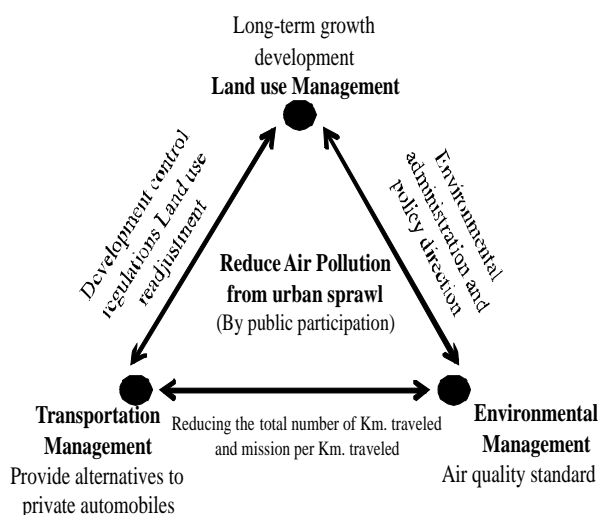 Long-term growth
development
Land use Management
Development control
regulations Land use
readjustment
Environmental
administration and
policy direction
Reduce Air Pollution
from urban sprawl
(By public participation)
Transportation
Management
Provide alternatives to
private automobiles
Reducing the total number of Km. traveled
and mission per Km. traveled
Environmental
Management
Air quality standard